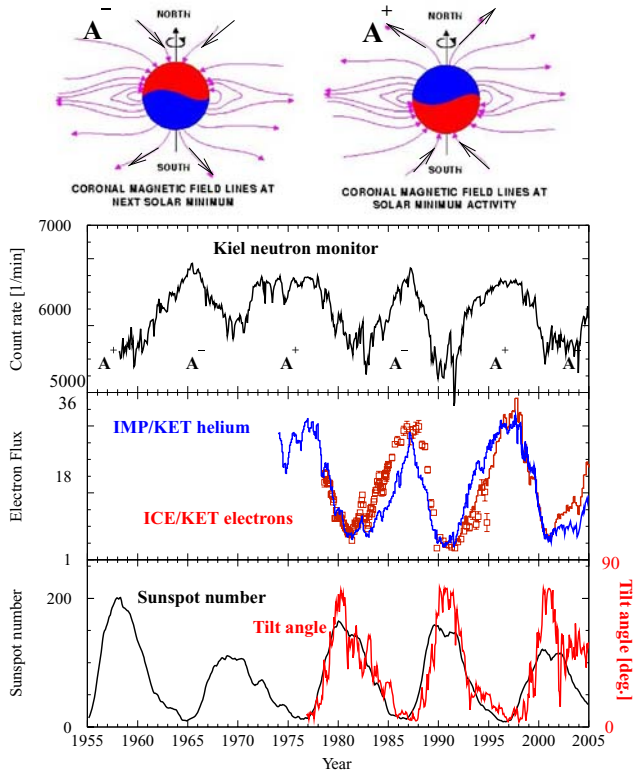 A⁻ NORTH A⁺ NORTH
SOUTH SOUTH
CORONAL MAGNETIC FIELD LINES AT CORONAL MAGNETIC FIELD LINES AT
NEXT SOLAR MINIMUM SOLAR MINIMUM ACTIVITY
7000
Kiel neutron monitor
Count rate [1/min]
6000
A⁺ A⁻ A⁺ A⁻ A⁺ A⁻
5000
36
IMP/KET helium
Electron Flux
18
ICE/KET electrons
1
90
200
Sunspot number
Sunspot number
Tilt angle
Tilt angle [deg.]
0 0
1955 1960 1965 1970 1975 1980 1985 1990 1995 2000 2005
Year